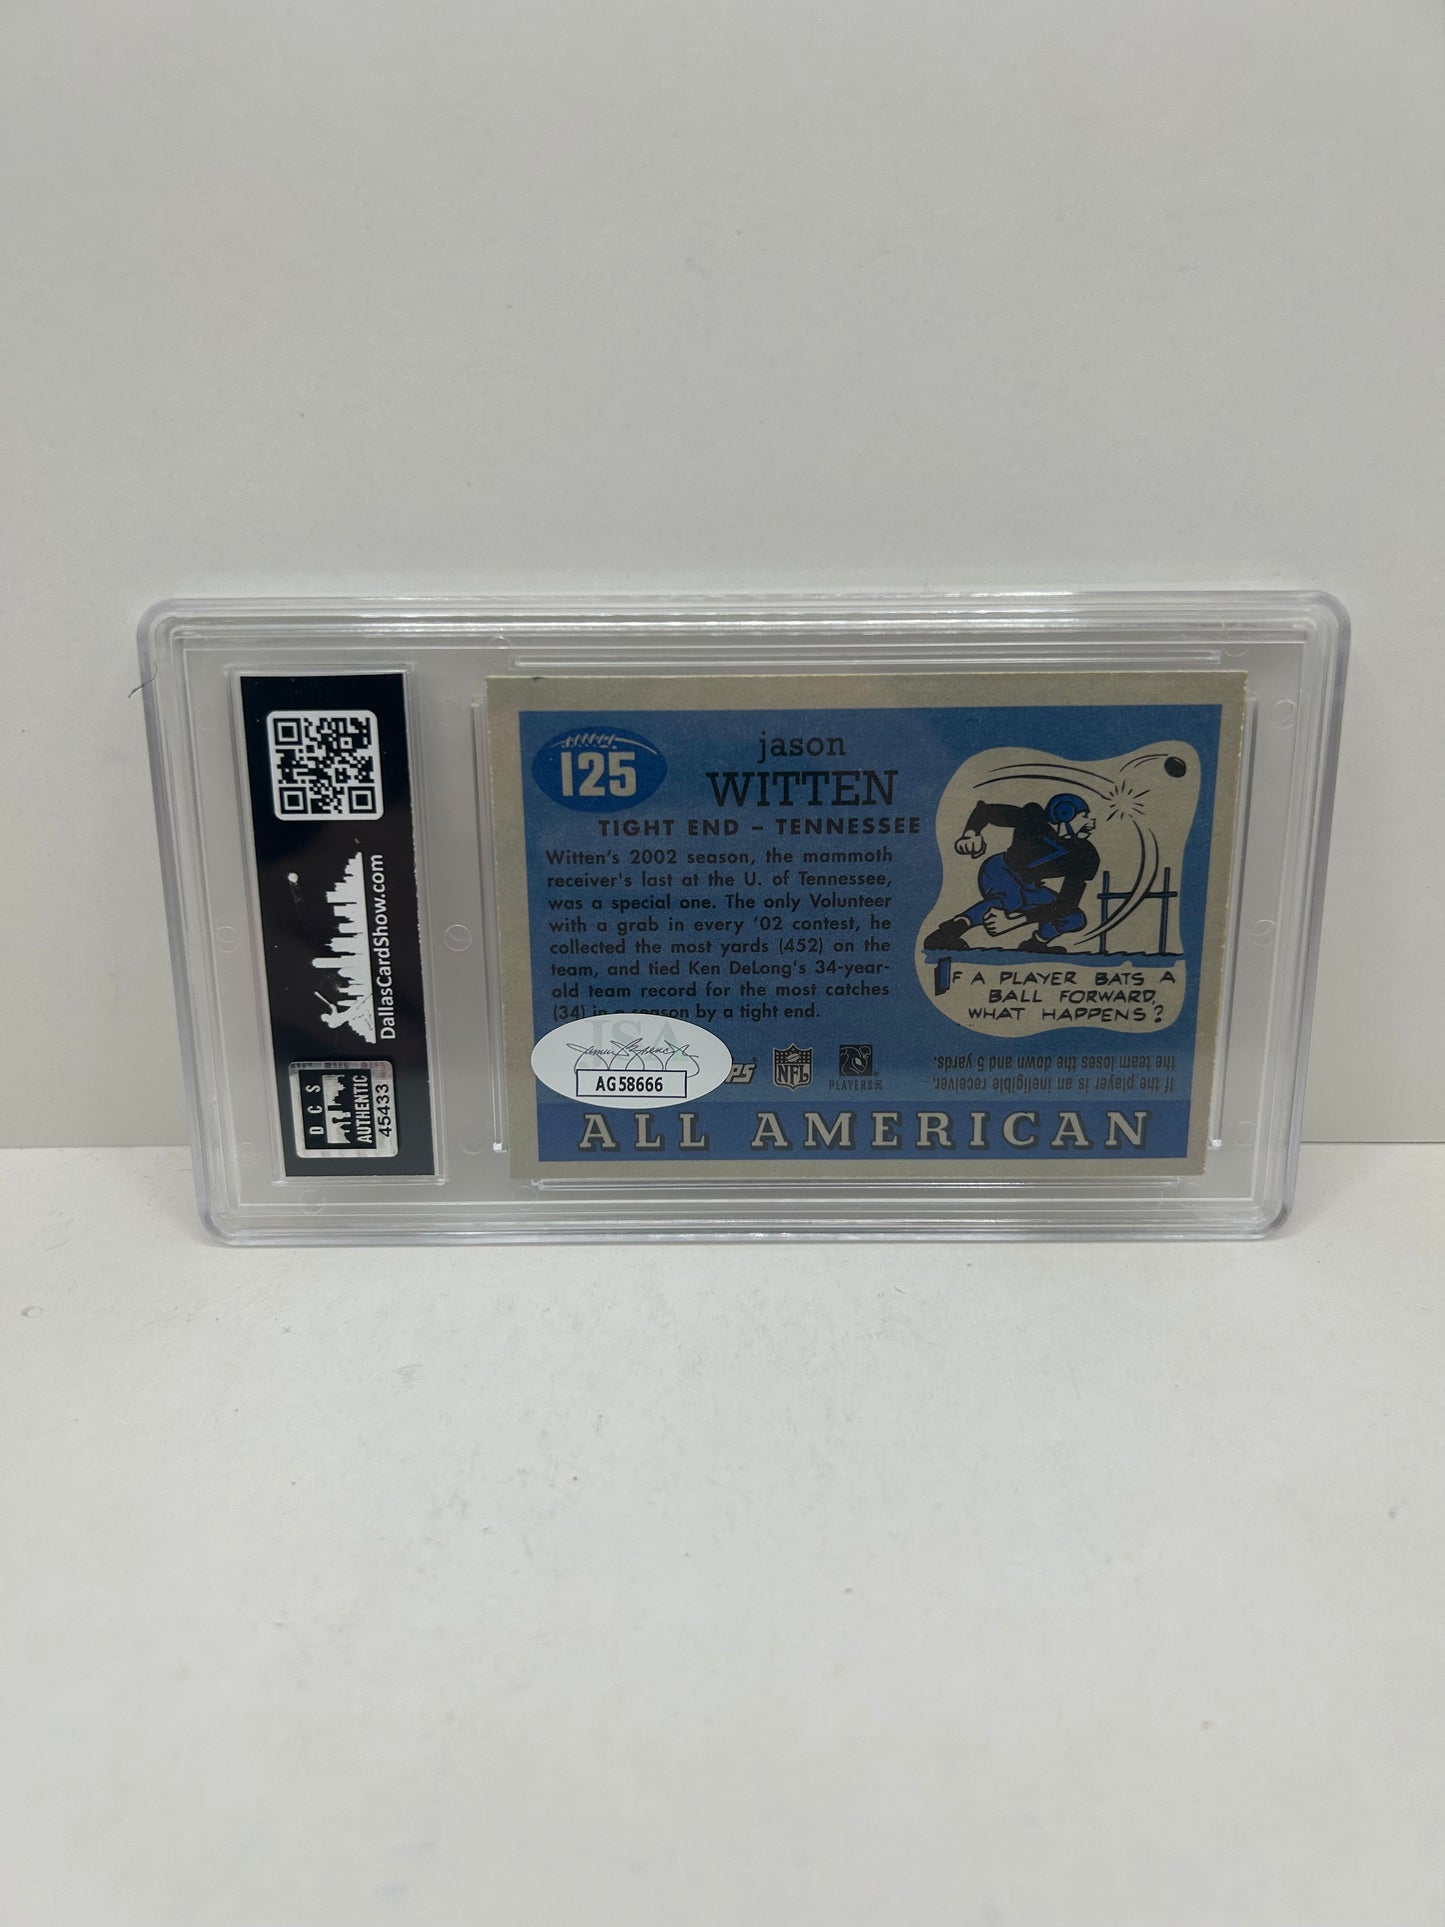 DallasCardShow.com
DCS
AUTHENTIC
45433
125
jason
WITTEN
TIGHT END – TENNESSEE
Witten's 2002 season, the mammoth
receiver's last at the U. of Tennessee,
was a special one. The only Volunteer
with a grab in every '02 contest, he
collected the most yards (452) on the
team, and tied Ken DeLong's 34-year-
old team record for the most catches
(34) in a season by a tight end.
IF A PLAYER BATS A
BALL FORWARD,
WHAT HAPPENS?
If the player is an ineligible receiver,
the team loses the down and 5 yards.
JSA
AG58666
NFL
PLAYERS INC
ALL AMERICAN